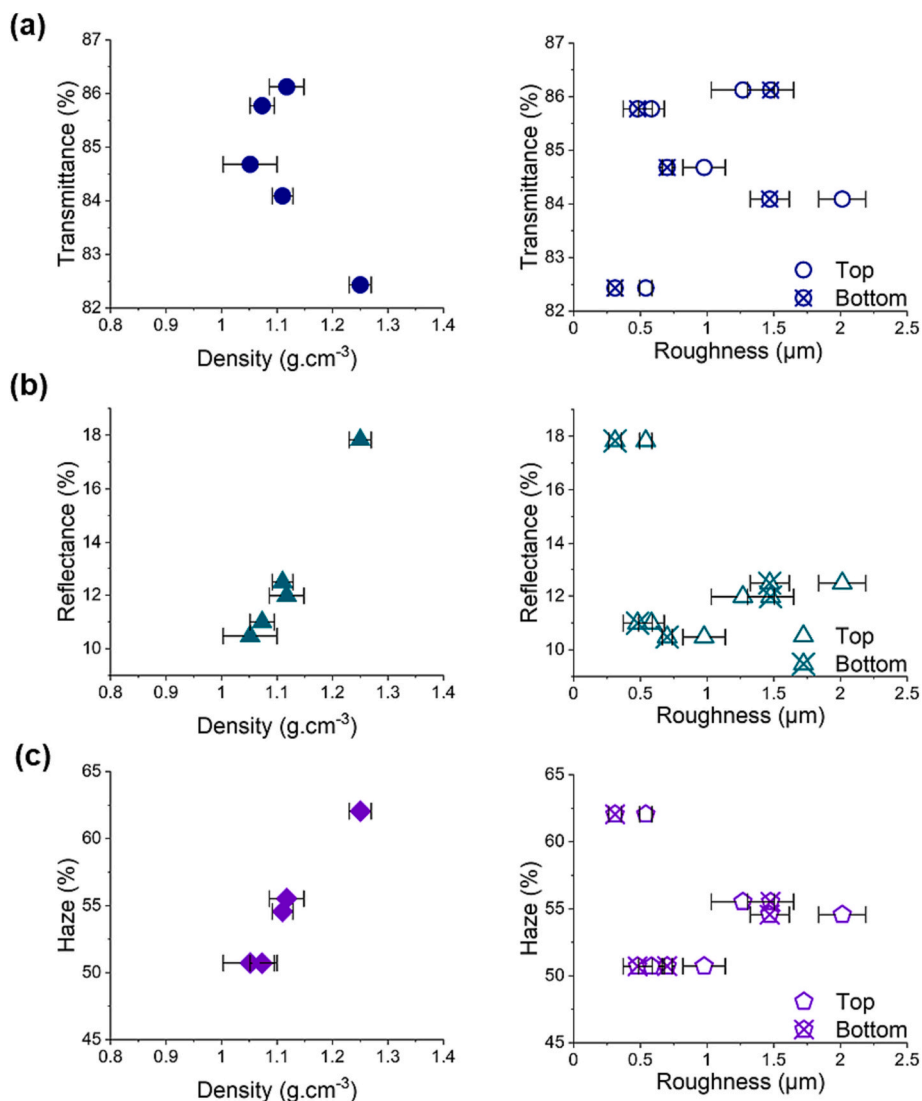 (a)
Transmittance (%)
87
86
85
84
83
82
0.8 0.9 1 1.1 1.2 1.3 1.4
Density (g.cm-3)
Transmittance (%)
87
86
85
84
83
82
0 0.5 1 1.5 2 2.5
Roughness (µm)
Top
Bottom
(b)
Reflectance (%)
18
16
14
12
10
0.8 0.9 1 1.1 1.2 1.3 1.4
Density (g.cm-3)
Reflectance (%)
18
16
14
12
10
0 0.5 1 1.5 2 2.5
Roughness (µm)
Top
Bottom
(c)
Haze (%)
65
60
55
50
45
0.8 0.9 1 1.1 1.2 1.3 1.4
Density (g.cm-3)
Haze (%)
65
60
55
50
45
0 0.5 1 1.5 2 2.5
Roughness (µm)
Top
Bottom